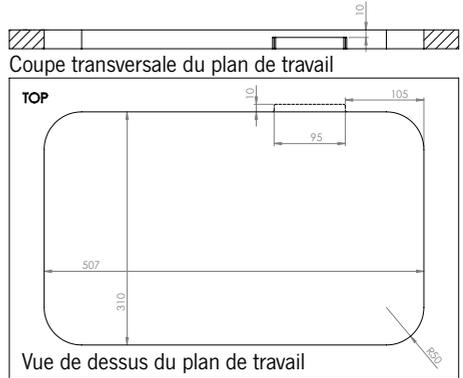 10
Coupe transversale du plan de travail
TOP
10
105
95
507
310
R50
Vue de dessus du plan de travail